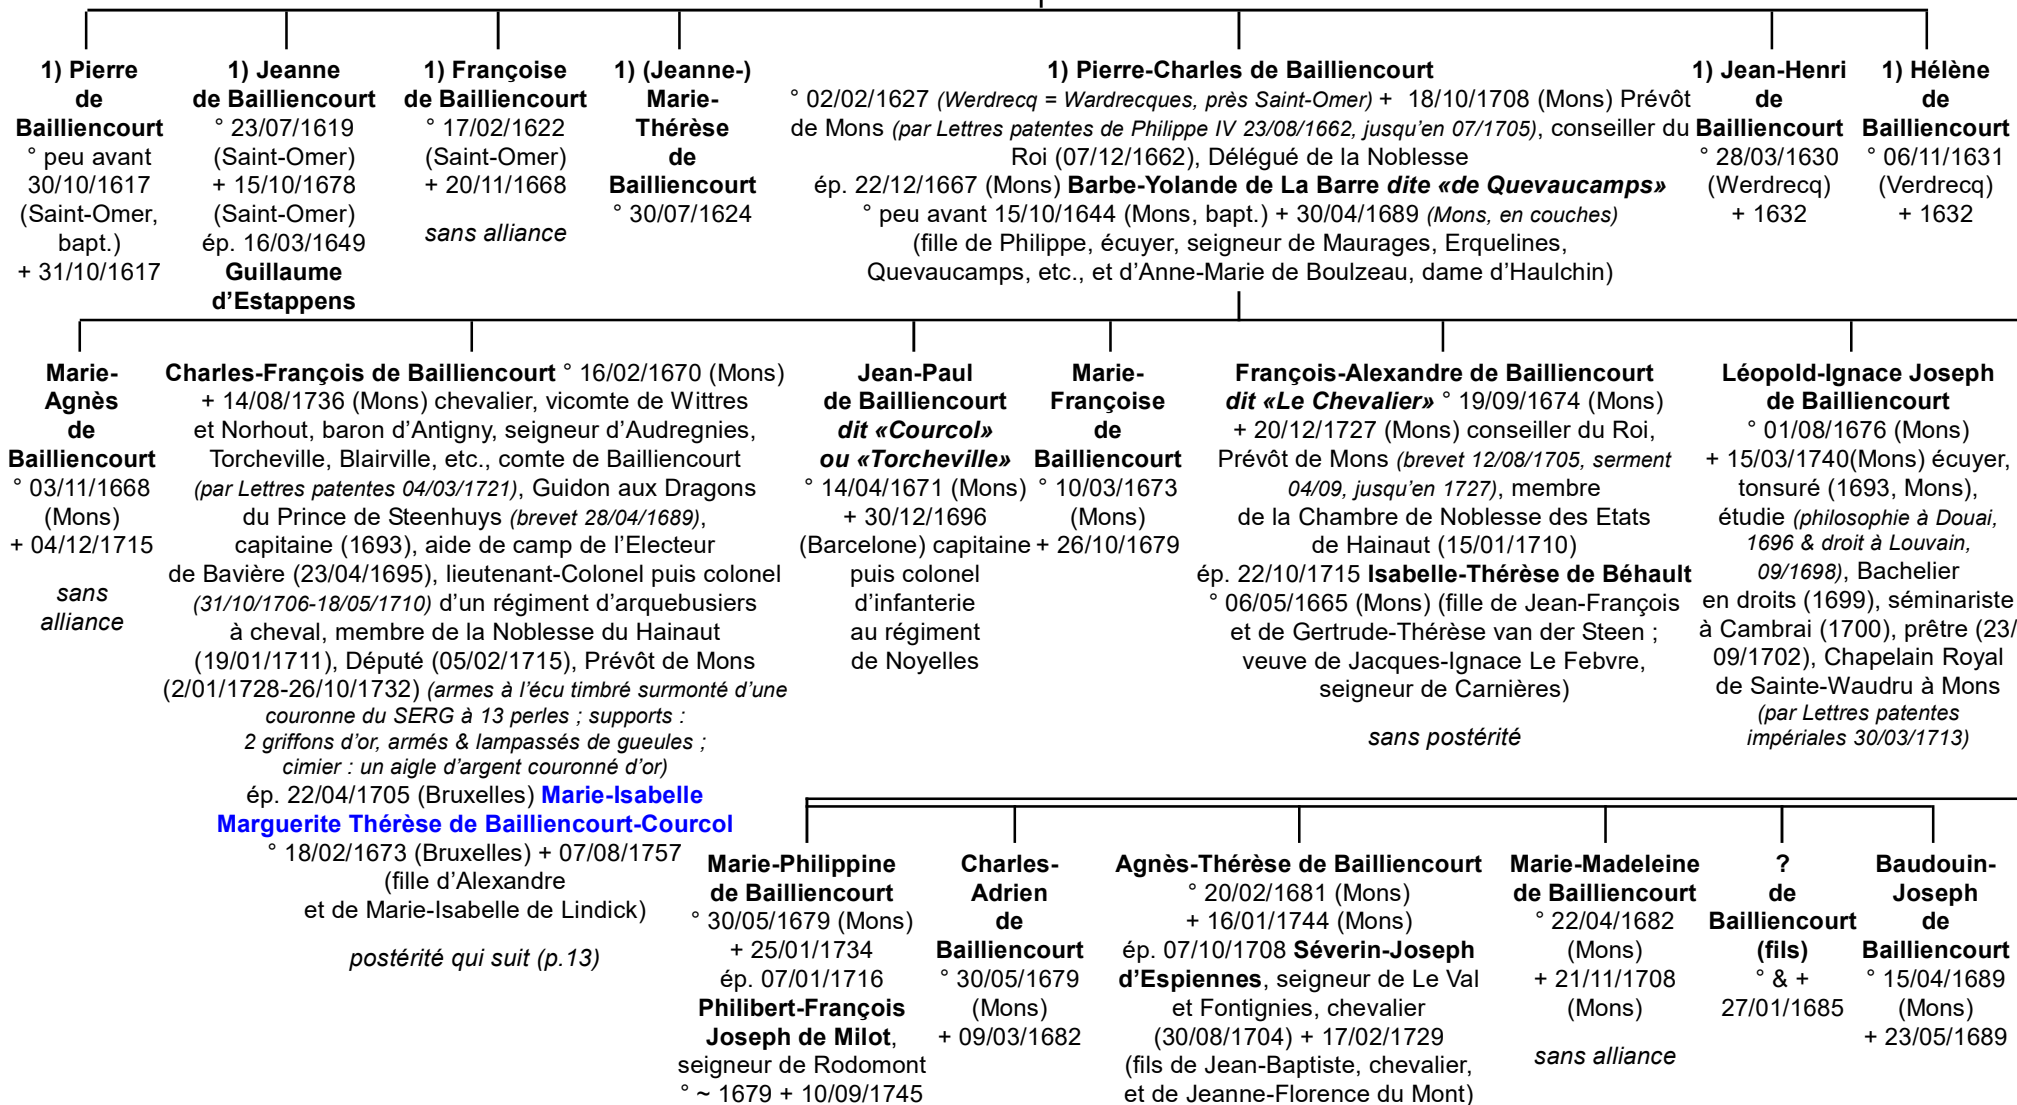 1) Pierre
de
Bailliencourt
° peu avant
30/10/1617
(Saint-Omer,
bapt.)
+ 31/10/1617
1) Jeanne
de Bailliencourt
° 23/07/1619
(Saint-Omer)
+ 15/10/1678
(Saint-Omer)
ép. 16/03/1649
Guillaume
d’Estappens
1) Françoise
de Bailliencourt
° 17/02/1622
(Saint-Omer)
+ 20/11/1668
sans alliance
1) (Jeanne-)
Marie-
Thérèse
de
Bailliencourt
° 30/07/1624
1) Pierre-Charles de Bailliencourt
° 02/02/1627 (Werdrecq = Wardrecques, près Saint-Omer) + 18/10/1708 (Mons) Prévôt
de Mons (par Lettres patentes de Philippe IV 23/08/1662, jusqu’en 07/1705), conseiller du
Roi (07/12/1662), Délégué de la Noblesse
ép. 22/12/1667 (Mons) Barbe-Yolande de La Barre dite «de Quevaucamps»
° peu avant 15/10/1644 (Mons, bapt.) + 30/04/1689 (Mons, en couches)
(fille de Philippe, écuyer, seigneur de Maurages, Erquelines,
Quevaucamps, etc., et d’Anne-Marie de Boulzeau, dame d’Haulchin)
1) Jean-Henri
de
Bailliencourt
° 28/03/1630
(Werdrecq)
+ 1632
1) Hélène
de
Bailliencourt
° 06/11/1631
(Verdrecq)
+ 1632
Marie-
Agnès
de
Bailliencourt
° 03/11/1668
(Mons)
+ 04/12/1715
sans
alliance
Charles-François de Bailliencourt ° 16/02/1670 (Mons)
+ 14/08/1736 (Mons) chevalier, vicomte de Wittres
et Norhout, baron d’Antigny, seigneur d’Audregnies,
Torcheville, Blairville, etc., comte de Bailliencourt
(par Lettres patentes 04/03/1721), Guidon aux Dragons
du Prince de Steenhuys (brevet 28/04/1689),
capitaine (1693), aide de camp de l’Electeur
de Bavière (23/04/1695), lieutenant-Colonel puis colonel
(31/10/1706-18/05/1710) d’un régiment d’arquebusiers
à cheval, membre de la Noblesse du Hainaut
(19/01/1711), Député (05/02/1715), Prévôt de Mons
(2/01/1728-26/10/1732) (armes à l’écu timbré surmonté d’une
couronne du SERG à 13 perles ; supports :
2 griffons d’or, armés & lampassés de gueules ;
cimier : un aigle d’argent couronné d’or)
ép. 22/04/1705 (Bruxelles) Marie-Isabelle
Marguerite Thérèse de Bailliencourt-Courcol
° 18/02/1673 (Bruxelles) + 07/08/1757
(fille d’Alexandre
et de Marie-Isabelle de Lindick)
postérité qui suit (p.13)
Jean-Paul
de Bailliencourt
dit «Courcol»
ou «Torcheville»
° 14/04/1671 (Mons)
+ 30/12/1696
(Barcelone) capitaine
puis colonel
d’infanterie
au régiment
de Noyelles
Marie-
Françoise
de
Bailliencourt
° 10/03/1673
(Mons)
+ 26/10/1679
François-Alexandre de Bailliencourt
dit «Le Chevalier» ° 19/09/1674 (Mons)
+ 20/12/1727 (Mons) conseiller du Roi,
Prévôt de Mons (brevet 12/08/1705, serment
04/09, jusqu’en 1727), membre
de la Chambre de Noblesse des Etats
de Hainaut (15/01/1710)
ép. 22/10/1715 Isabelle-Thérèse de Béhault
° 06/05/1665 (Mons) (fille de Jean-François
et de Gertrude-Thérèse van der Steen ;
veuve de Jacques-Ignace Le Febvre,
seigneur de Carnières)
sans postérité
Léopold-Ignace Joseph
de Bailliencourt
° 01/08/1676 (Mons)
+ 15/03/1740(Mons) écuyer,
tonsuré (1693, Mons),
étudie (philosophie à Douai,
1696 & droit à Louvain,
09/1698), Bachelier
en droits (1699), séminariste
à Cambrai (1700), prêtre (23/
09/1702), Chapelain Royal
de Sainte-Waudru à Mons
(par Lettres patentes
impériales 30/03/1713)
Marie-Philippine
de Bailliencourt
° 30/05/1679 (Mons)
+ 25/01/1734
ép. 07/01/1716
Philibert-François
Joseph de Milot,
seigneur de Rodomont
° ~ 1679 + 10/09/1745
Charles-
Adrien
de
Bailliencourt
° 30/05/1679
(Mons)
+ 09/03/1682
Agnès-Thérèse de Bailliencourt
° 20/02/1681 (Mons)
+ 16/01/1744 (Mons)
ép. 07/10/1708 Séverin-Joseph
d’Espiennes, seigneur de Le Val
et Fontignies, chevalier
(30/08/1704) + 17/02/1729
(fils de Jean-Baptiste, chevalier,
et de Jeanne-Florence du Mont)
Marie-Madeleine
de Bailliencourt
° 22/04/1682
(Mons)
+ 21/11/1708
(Mons)
sans alliance
?
de
Bailliencourt
(fils)
° & +
27/01/1685
Baudouin-
Joseph
de
Bailliencourt
° 15/04/1689
(Mons)
+ 23/05/1689